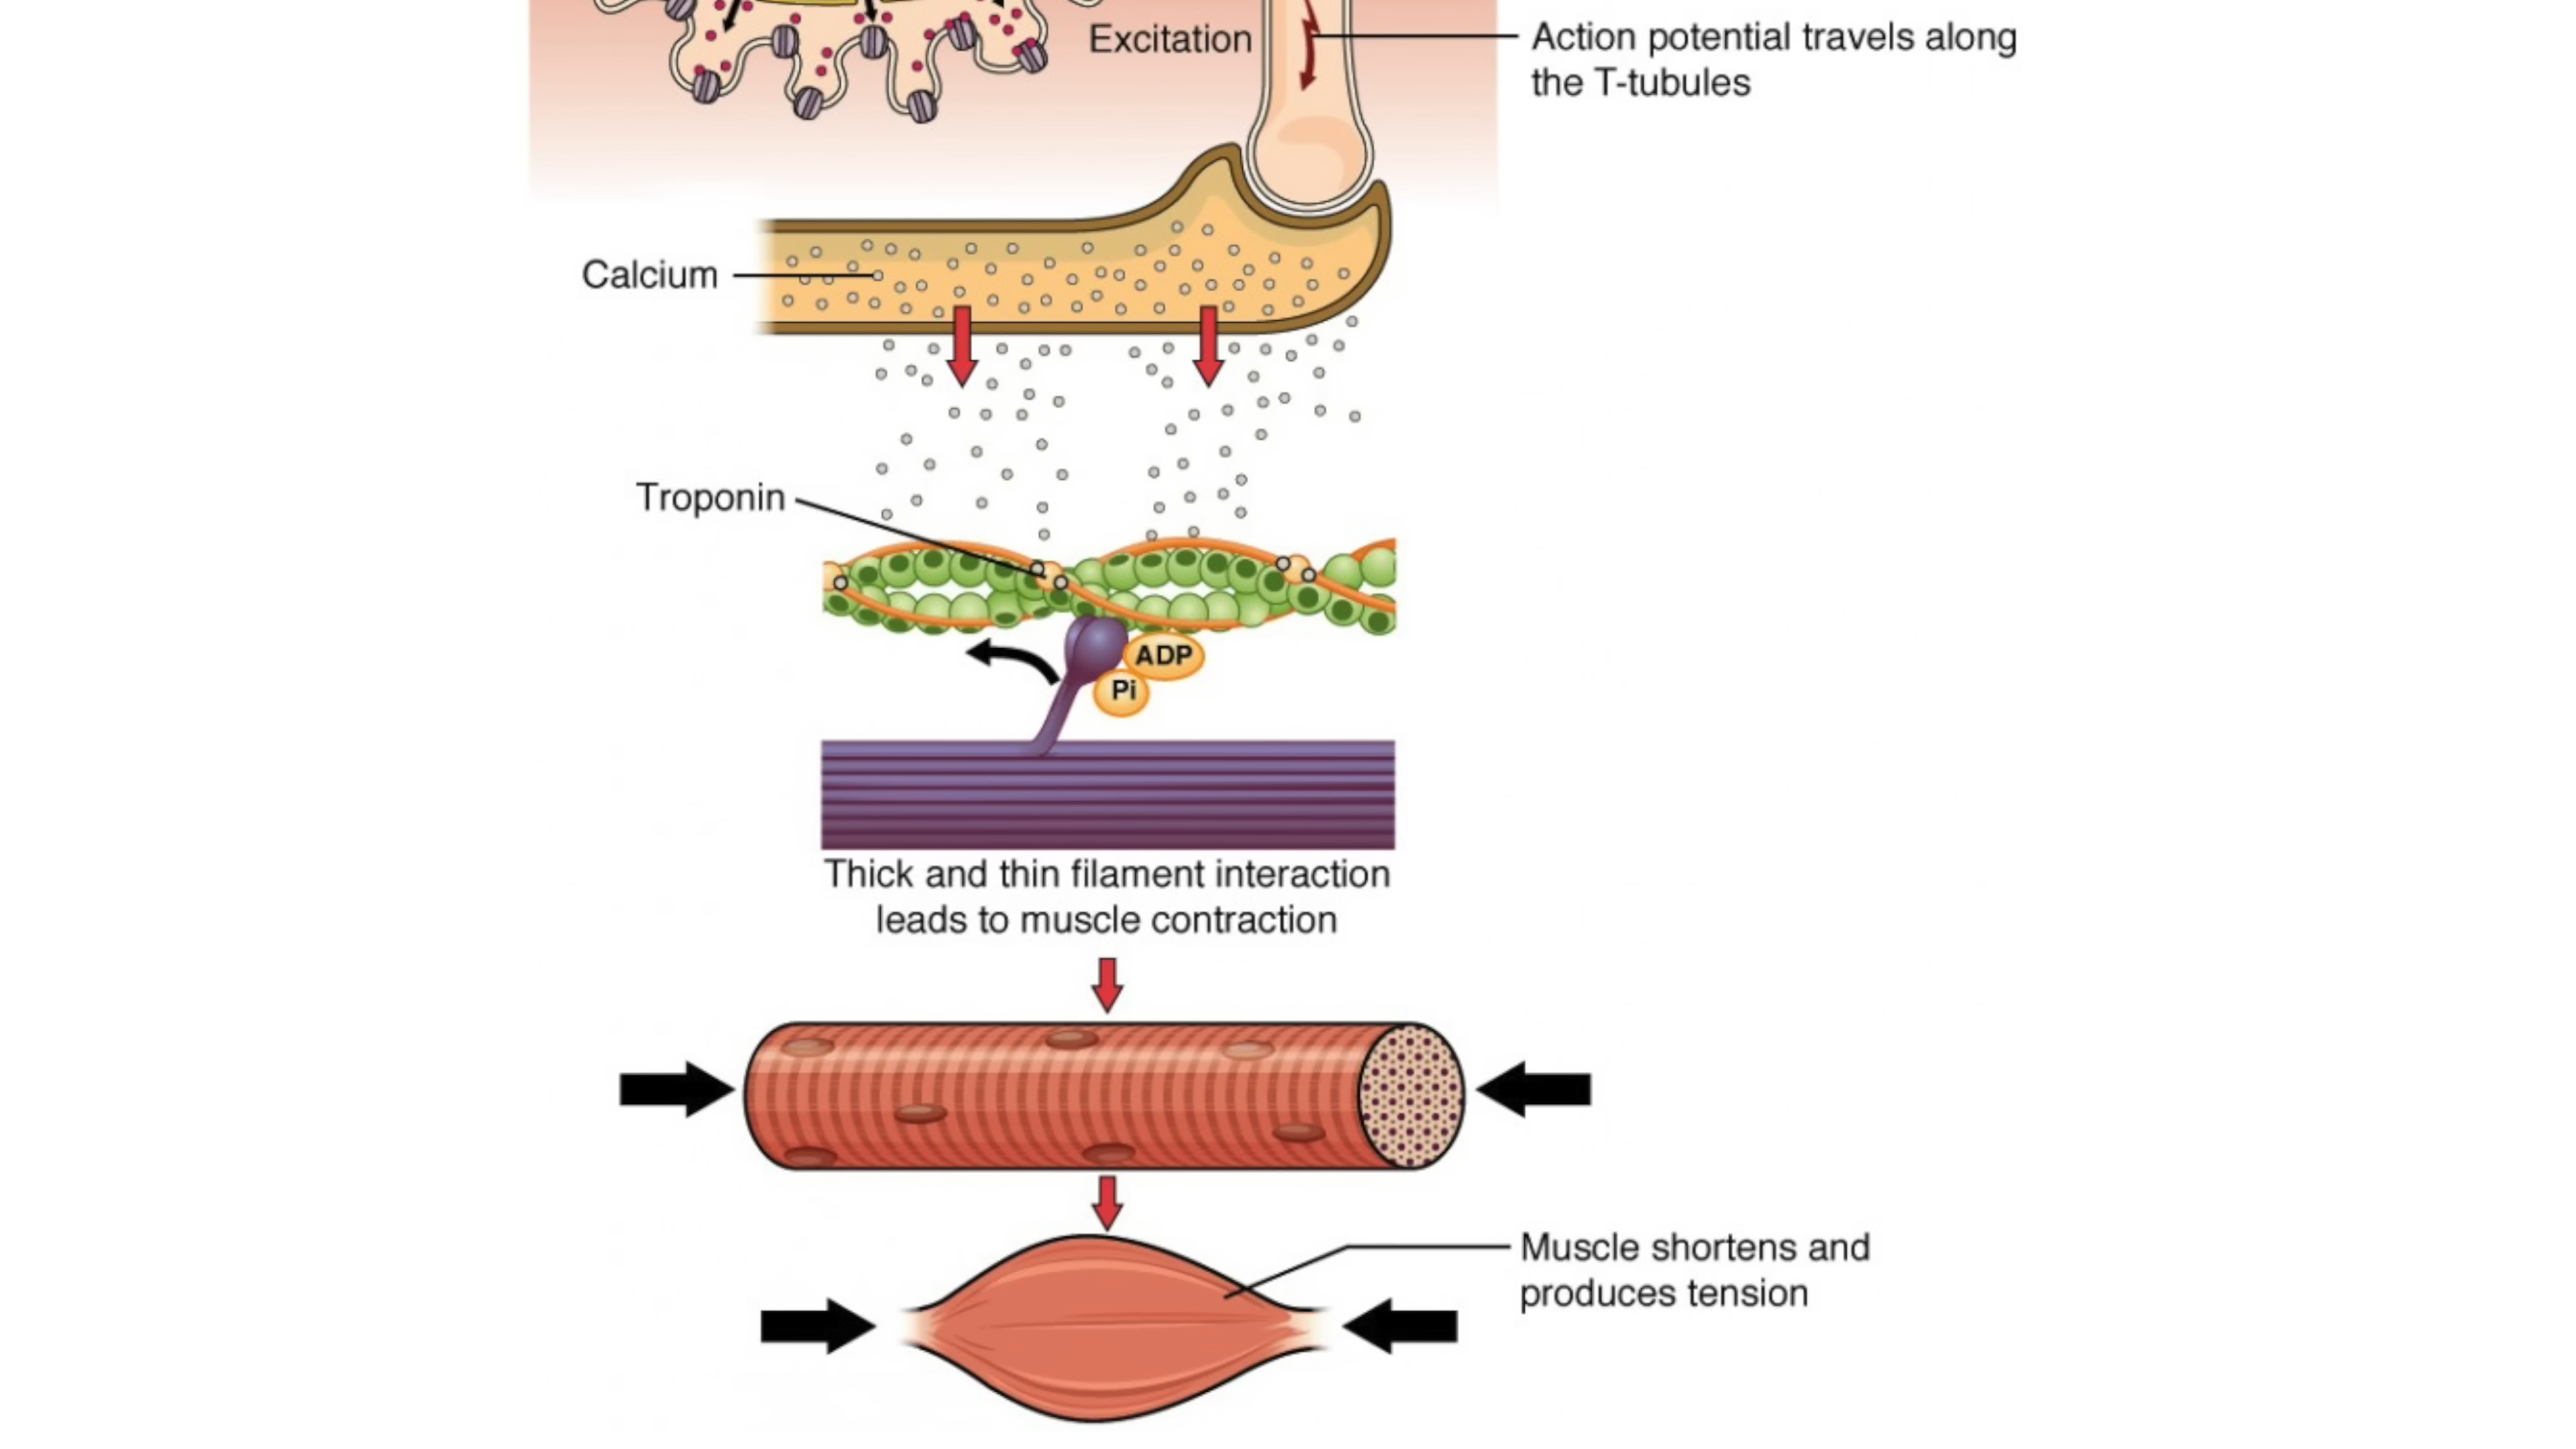 Excitation
Action potential travels along
the T-tubules
Calcium
Troponin
ADP
Pi
Thick and thin filament interaction
leads to muscle contraction
Muscle shortens and
produces tension